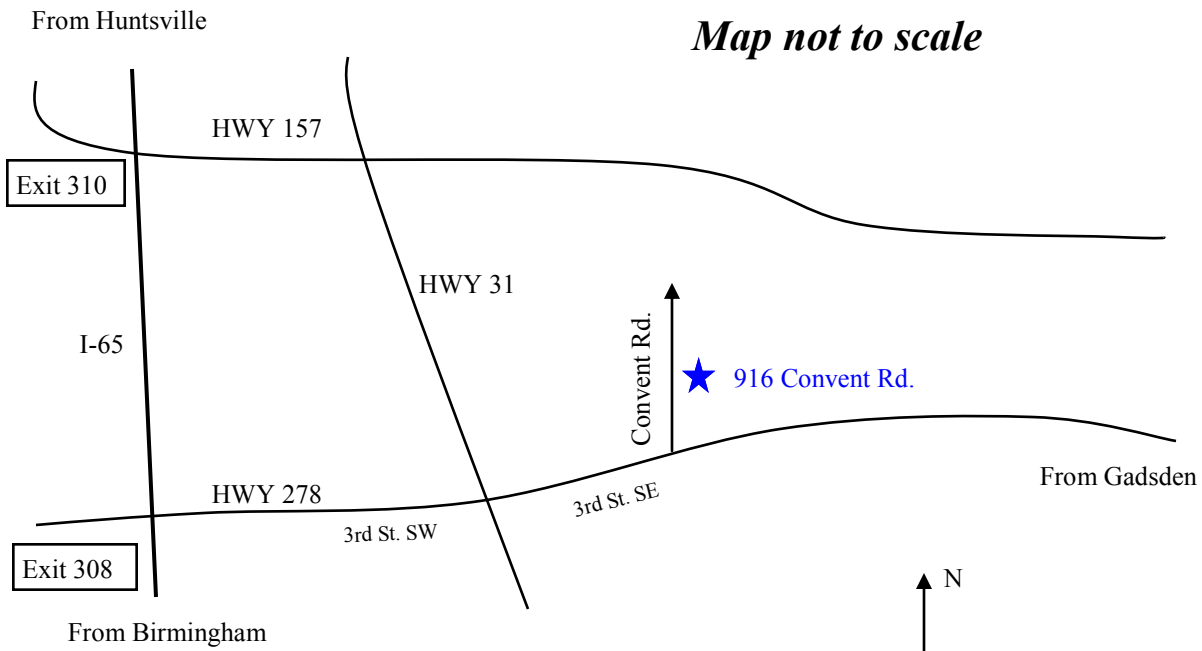 From Huntsville
Map not to scale
HWY 157
Exit 310
HWY 31
I-65
Convent Rd.
916 Convent Rd.
From Gadsden
HWY 278
3rd St. SE
3rd St. SW
Exit 308
N
From Birmingham